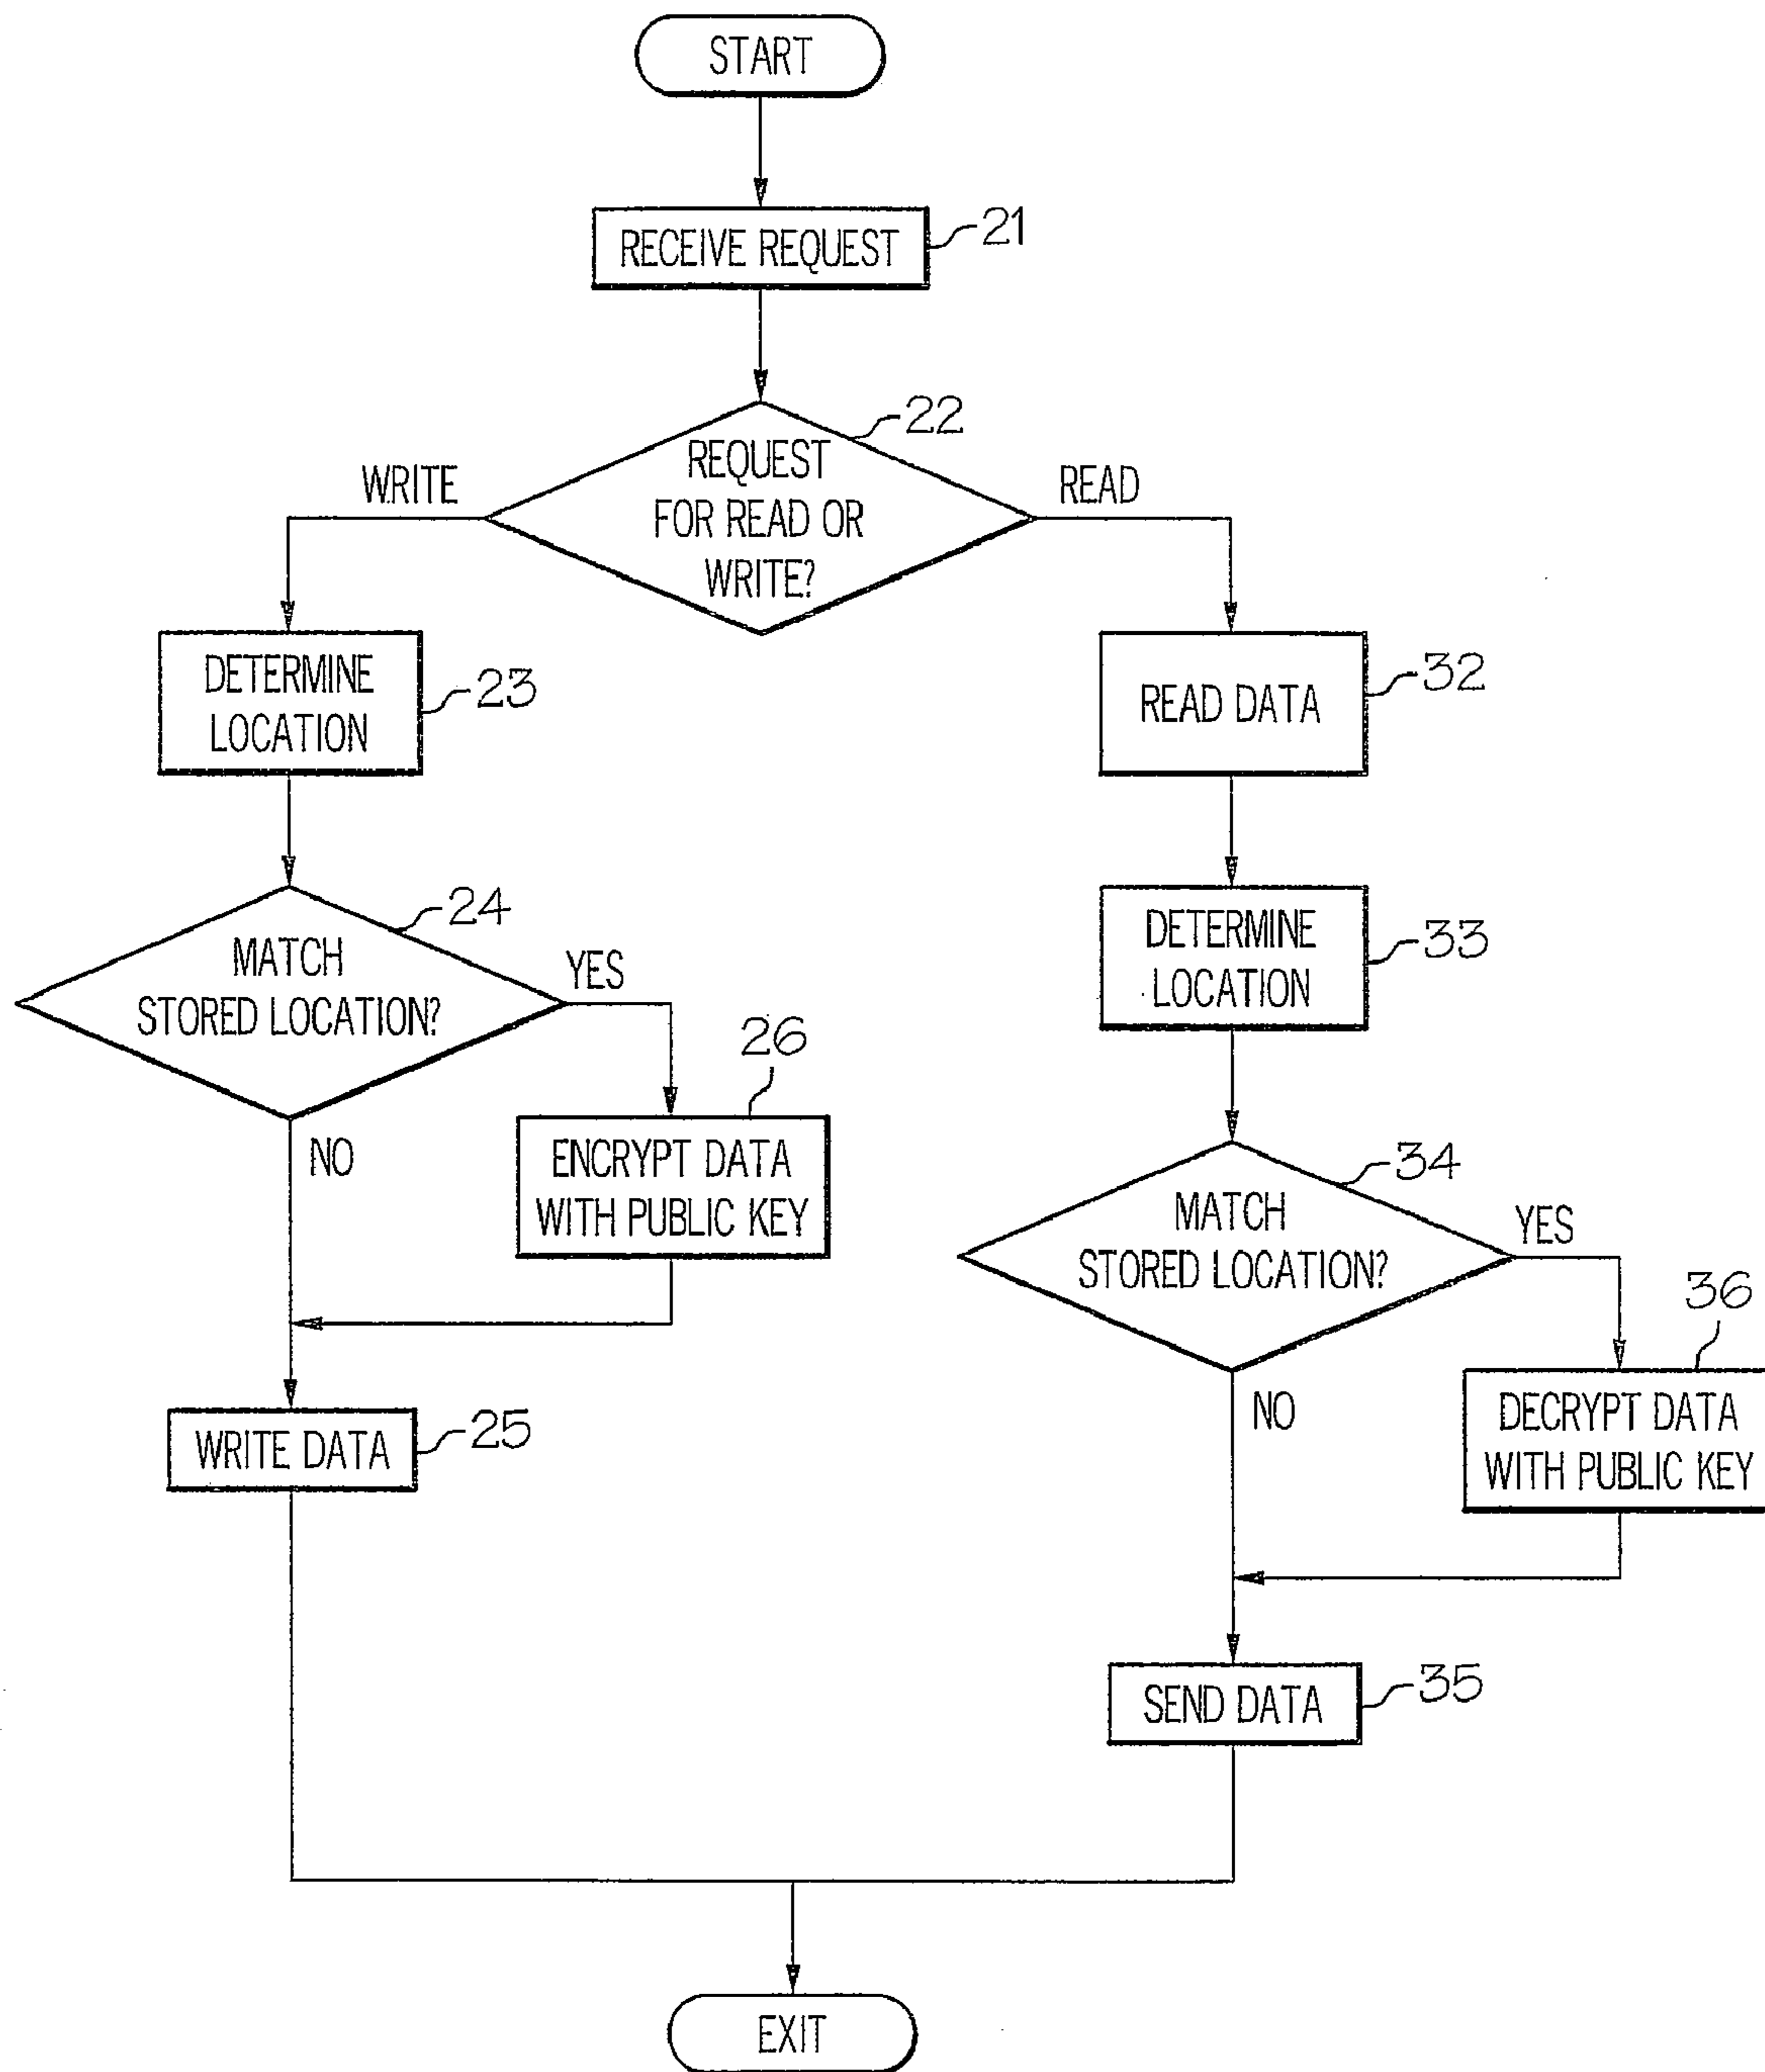 START
RECEIVE REQUEST
21
22
REQUEST
FOR READ OR
WRITE?
WRITE
READ
DETERMINE
LOCATION
23
READ DATA
32
24
MATCH
STORED LOCATION?
YES
NO
26
ENCRYPT DATA
WITH PUBLIC KEY
DETERMINE
LOCATION
33
34
MATCH
STORED LOCATION?
YES
NO
36
DECRYPT DATA
WITH PUBLIC KEY
WRITE DATA
25
SEND DATA
35
EXIT